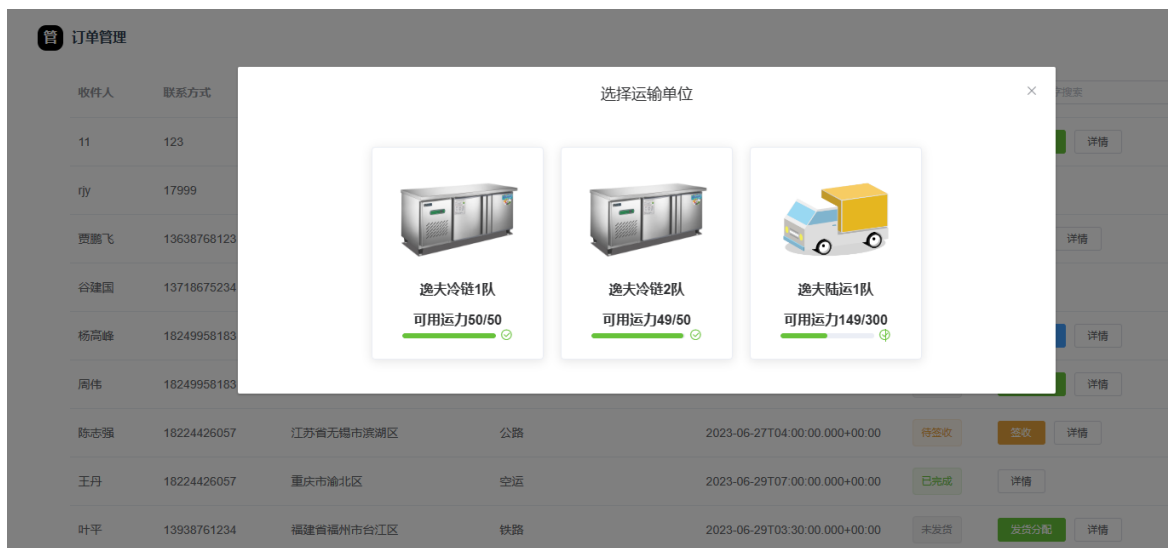 管 订单管理
选择运输单位
收件人 联系方式 字搜索
11 123 详情
rjy 17999
贾鹏飞 13638768123 详情
谷建国 13718675234
杨高峰 18249958183 详情
周伟 18249958183 详情
逸夫冷链1队 逸夫冷链2队 逸夫陆运1队
可用运力50/50 可用运力49/50 可用运力149/300
陈志强 18224426057 江苏省无锡市滨湖区 公路 2023-06-27T04:00:00.000+00:00 待签收 签收 详情
王丹 18224426057 重庆市渝北区 空运 2023-06-29T07:00:00.000+00:00 已完成 详情
叶平 13938761234 福建省福州市台江区 铁路 2023-06-29T03:30:00.000+00:00 未发货 发货分配 详情